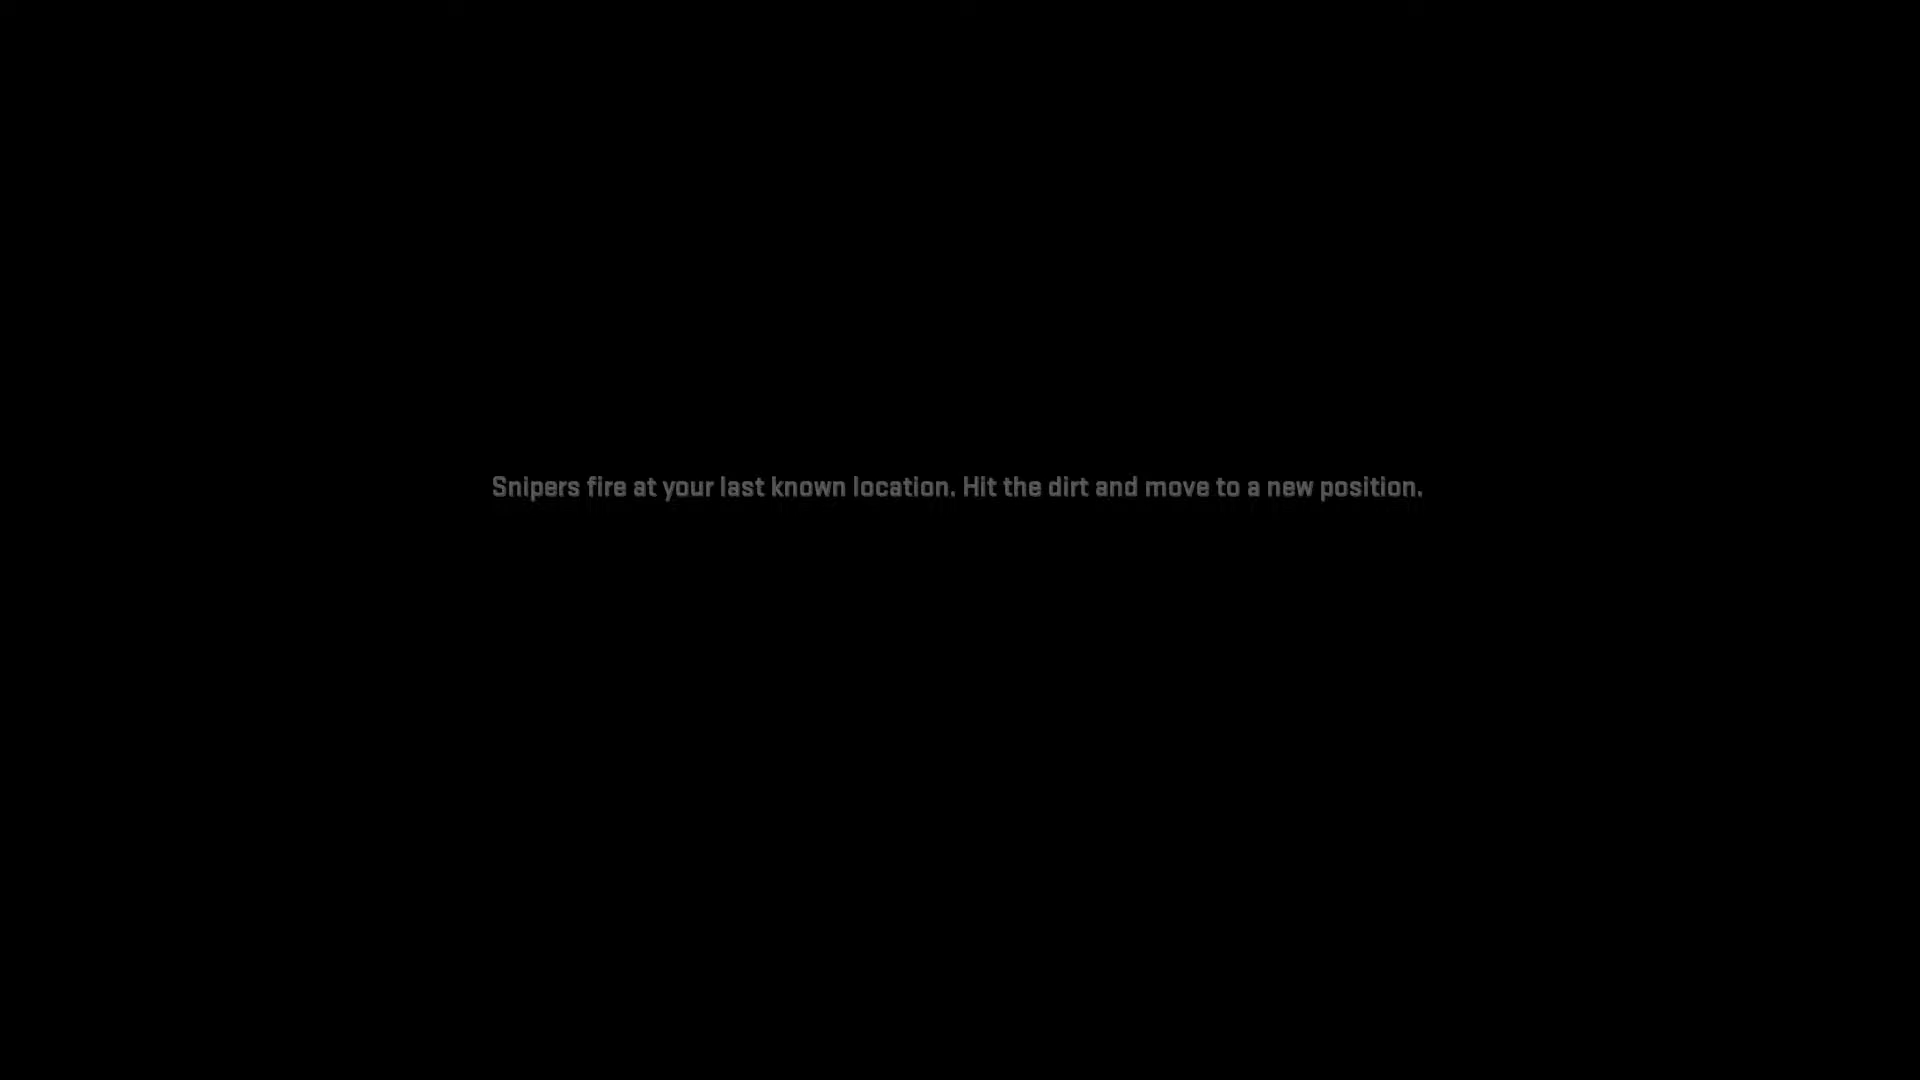 Snipers fire at your last known location. Hit the dirt and move to a new position.